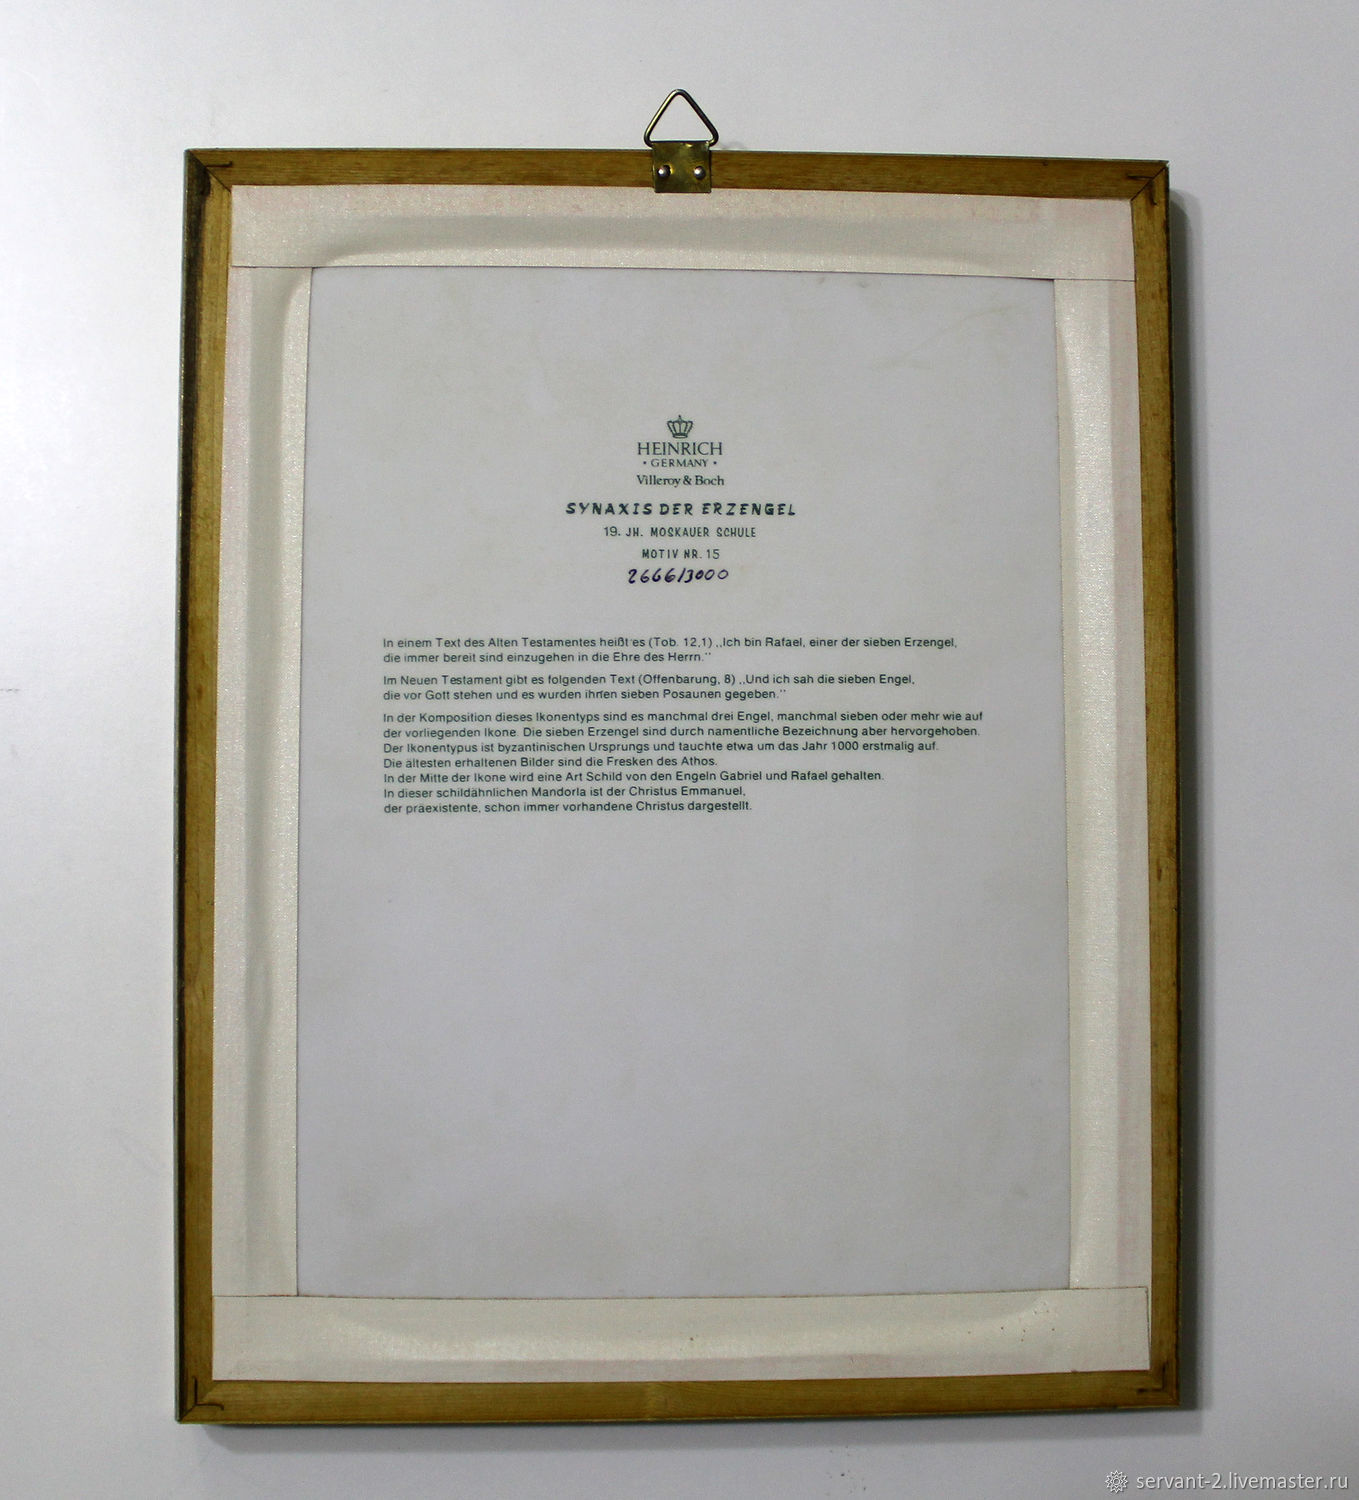 HEINRICH
• GERMANY •
Villeroy & Boch
SYNAXIS DER ERZENGEL
19. JH. MOSKAUER SCHULE
MOTIV NR. 15
2666/3000
In einem Text des Alten Testamentes heißt es (Tob. 12,1) „Ich bin Rafael, einer der sieben Erzengel,
die immer bereit sind einzugehen in die Ehre des Herrn.“
Im Neuen Testament gibt es folgenden Text (Offenbarung, 8) „Und ich sah die sieben Engel,
die vor Gott stehen und es wurden ihnen sieben Posaunen gegeben.“
In der Komposition dieses Ikonentyps sind es manchmal drei Engel, manchmal sieben oder mehr wie auf
der vorliegenden Ikone. Die sieben Erzengel sind durch namentliche Bezeichnung aber hervorgehoben.
Der Ikonentypus ist byzantinischen Ursprungs und tauchte etwa um das Jahr 1000 erstmalig auf.
Die ältesten erhaltenen Bilder sind die Fresken des Athos.
In der Mitte der Ikone wird eine Art Schild von den Engeln Gabriel und Rafael gehalten.
In dieser schildähnlichen Mandorla ist der Christus Emmanuel,
der präexistente, schon immer vorhandene Christus dargestellt.
servant-2.livemaster.ru